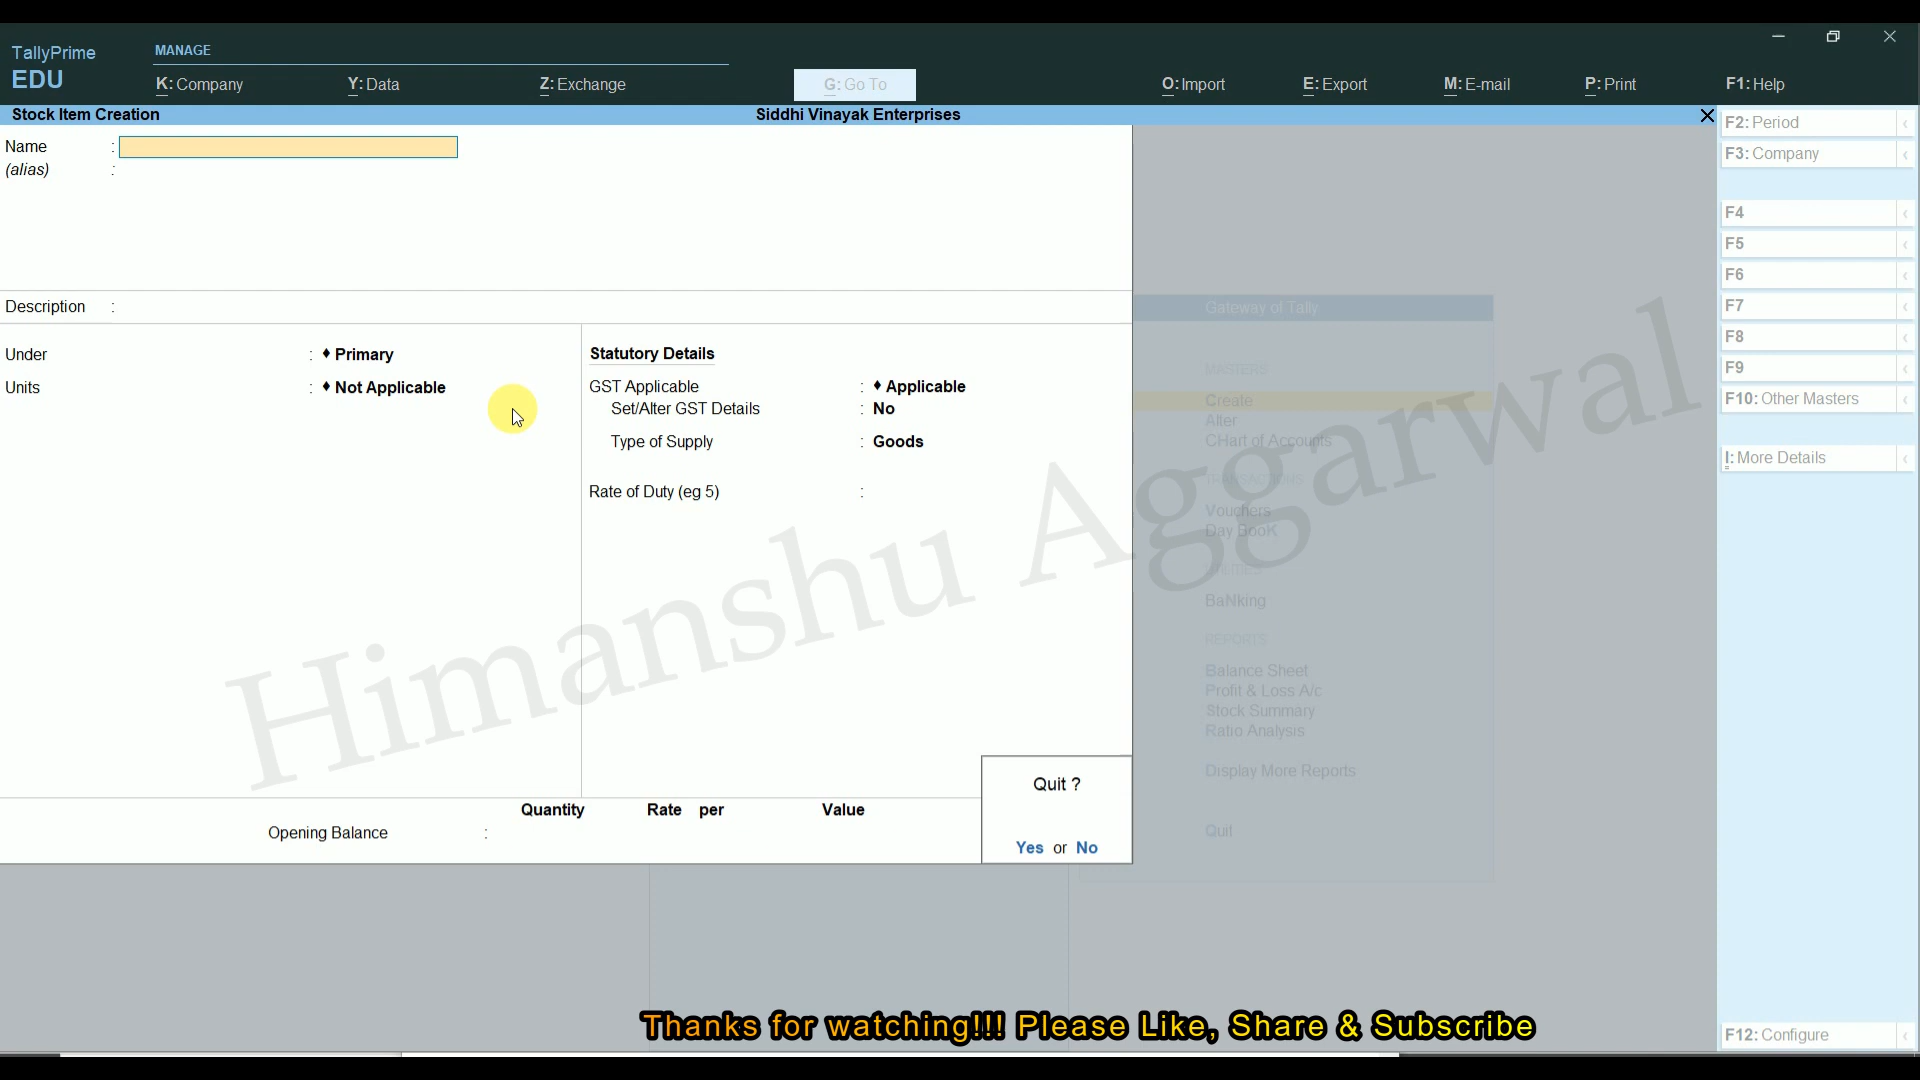 TallyPrime
EDU
MANAGE
K: Company
Y: Data
Z: Exchange
G: Go To
O: Import
E: Export
M: E-mail
P: Print
F1: Help
Stock Item Creation
Siddhi Vinayak Enterprises
Name :
(alias) :
Description :
Under : ♦ Primary
Units : ♦ Not Applicable
Statutory Details
GST Applicable : ♦ Applicable
Set/Alter GST Details : No
Type of Supply : Goods
Rate of Duty (eg 5) :
Quantity Rate per Value
Opening Balance :
Quit ?
Yes or No
Gateway of Tally
MASTERS
Create
Alter
CHart of Accounts
TRANSACTIONS
Vouchers
Day BooK
UTILITIES
BaNking
REPORTS
Balance Sheet
Profit & Loss A/c
Stock Summary
Ratio Analysis
Display More Reports
Quit
F2: Period
F3: Company
F4
F5
F6
F7
F8
F9
F10: Other Masters
I: More Details
F12: Configure
Himanshu Aggarwal
Thanks for watching!!! Please Like, Share & Subscribe